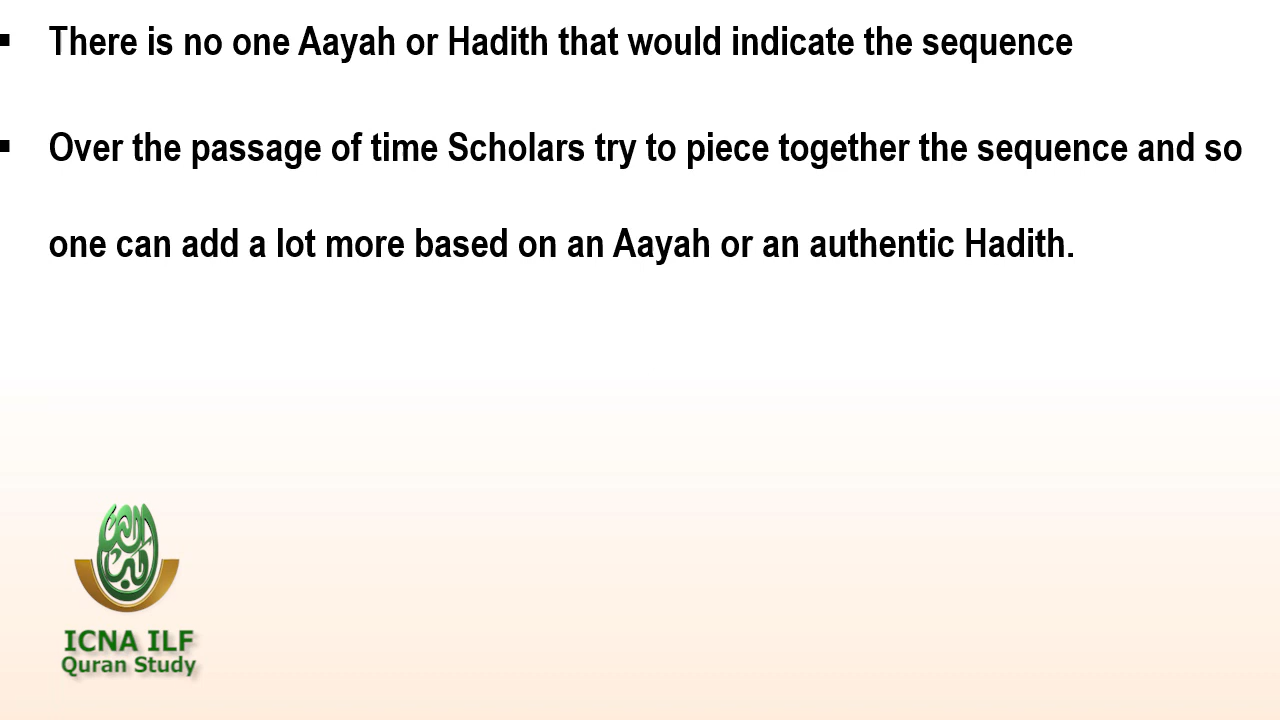 ▪ There is no one Aayah or Hadith that would indicate the sequence
▪ Over the passage of time Scholars try to piece together the sequence and so
one can add a lot more based on an Aayah or an authentic Hadith.
ICNA ILF
Quran Study